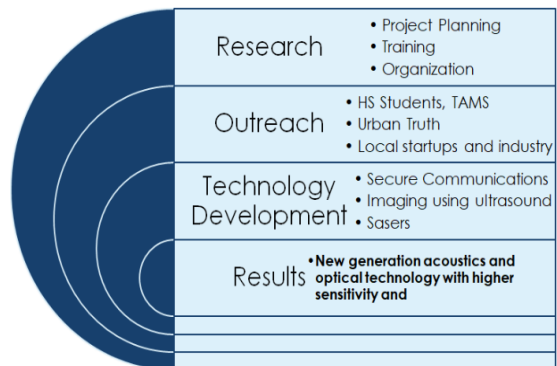 Research
• Project Planning
• Training
• Organization
Outreach
• HS Students, TAMS
• Urban Truth
• Local startups and industry
Technology
Development
• Secure Communications
• Imaging using ultrasound
• Sasers
Results
•New generation acoustics and
optical technology with higher
sensitivity and